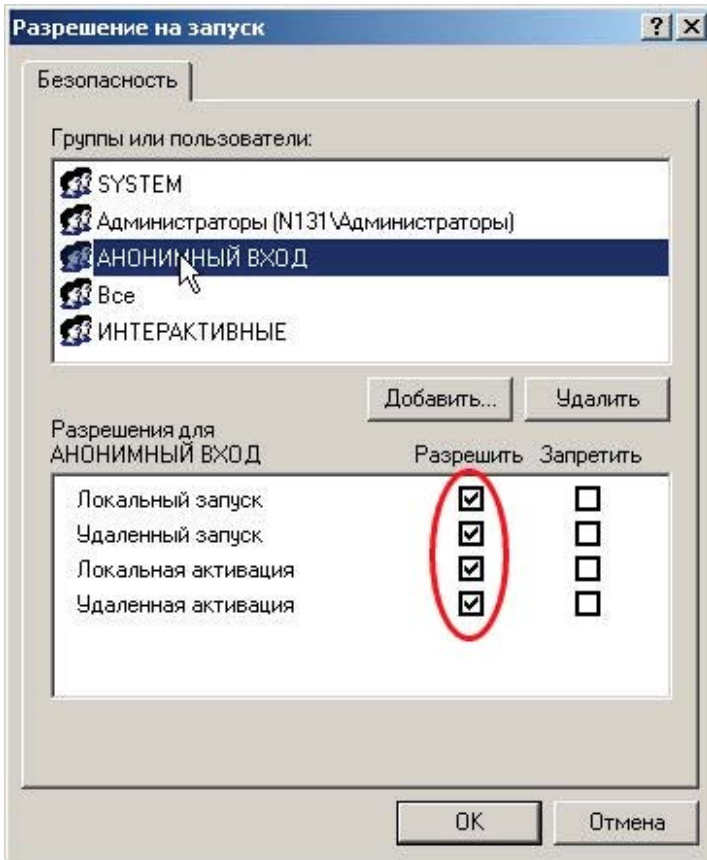 Разрешение на запуск
Безопасность
Группы или пользователи:
SYSTEM
Администраторы (N131\Администраторы)
АНОНИМНЫЙ ВХОД
Все
ИНТЕРАКТИВНЫЕ
Добавить... Удалить
Разрешения для
АНОНИМНЫЙ ВХОД Разрешить Запретить
Локальный запуск
Удаленный запуск
Локальная активация
Удаленная активация
OK Отмена